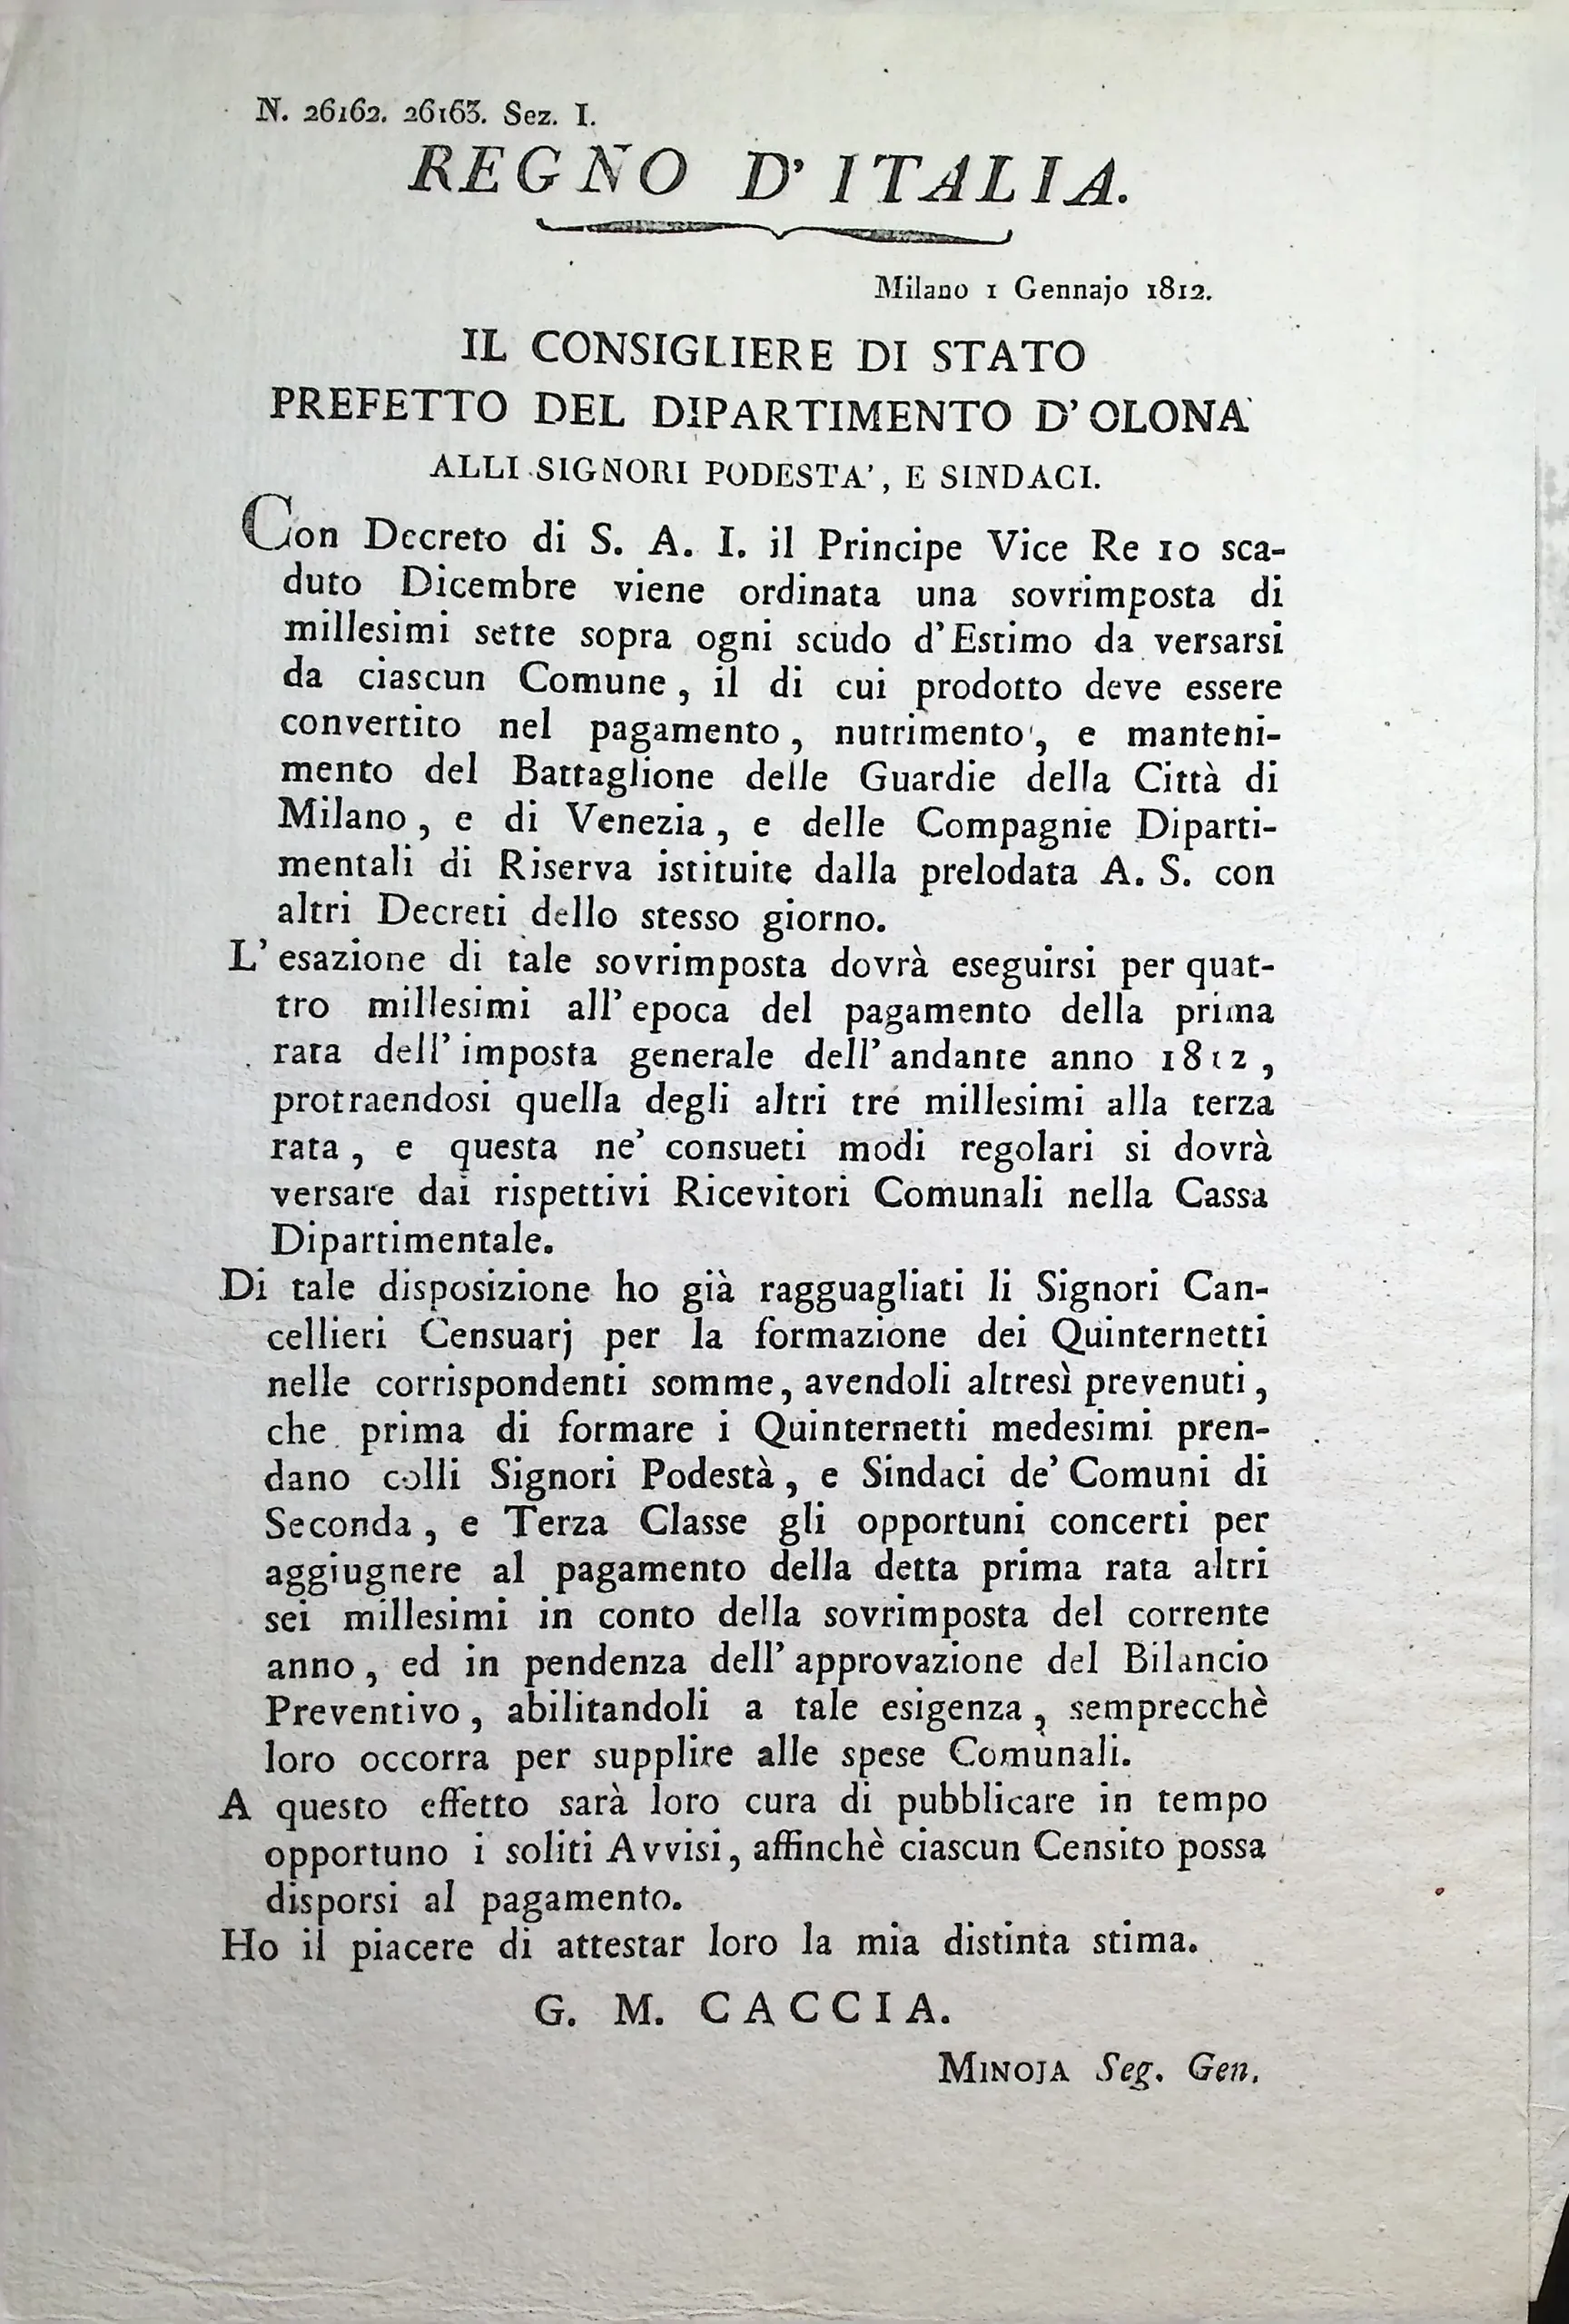 N. 26162. 26163. Sez. I.
REGNO D' ITALIA.
Milano 1 Gennajo 1812.
IL CONSIGLIERE DI STATO
PREFETTO DEL DIPARTIMENTO D' OLONA
ALLI SIGNORI PODESTA', E SINDACI.
Con Decreto di S. A. I. il Principe Vice Re 10 sca-
duto Dicembre viene ordinata una sovrimposta di
millesimi sette sopra ogni scudo d' Estimo da versarsi
da ciascun Comune, il di cui prodotto deve essere
convertito nel pagamento, nutrimento, e manteni-
mento del Battaglione delle Guardie della Città di
Milano, e di Venezia, e delle Compagnie Diparti-
mentali di Riserva istituite dalla prelodata A. S. con
altri Decreti dello stesso giorno.
L' esazione di tale sovrimposta dovrà eseguirsi per quat-
tro millesimi all' epoca del pagamento della prima
rata dell' imposta generale dell' andante anno 1812,
protraendosi quella degli altri tre millesimi alla terza
rata, e questa ne' consueti modi regolari si dovrà
versare dai rispettivi Ricevitori Comunali nella Cassa
Dipartimentale.
Di tale disposizione ho già ragguagliati li Signori Can-
cellieri Censuarj per la formazione dei Quinternetti
nelle corrispondenti somme, avendoli altresì prevenuti,
che prima di formare i Quinternetti medesimi pren-
dano colli Signori Podestà, e Sindaci de' Comuni di
Seconda, e Terza Classe gli opportuni concerti per
aggiugnere al pagamento della detta prima rata altri
sei millesimi in conto della sovrimposta del corrente
anno, ed in pendenza dell' approvazione del Bilancio
Preventivo, abilitandoli a tale esigenza, semprecchè
loro occorra per supplire alle spese Comunali.
A questo effetto sarà loro cura di pubblicare in tempo
opportuno i soliti Avvisi, affinchè ciascun Censito possa
disporsi al pagamento.
Ho il piacere di attestar loro la mia distinta stima.
G. M. CACCIA.
MINOJA Seg. Gen.